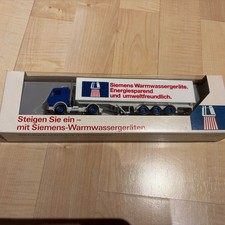 Siemens Warmwassergeräte.
Energiesparend
und umweltfreundlich.
Steigen Sie ein –
mit Siemens-Warmwassergeräten